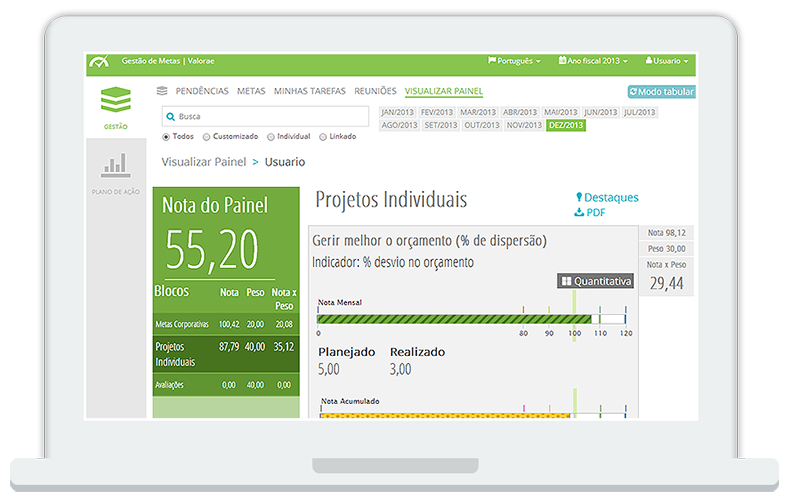 Gestão de Metas | Valorae
Português
Ano fiscal 2013
Usuario
GESTÃO
PLANO DE AÇÃO
PENDÊNCIAS METAS MINHAS TAREFAS REUNIÕES VISUALIZAR PAINEL
Modo tabular
Busca
Todos Customizado Individual Linkado
JAN/2013 FEV/2013 MAR/2013 ABR/2013 MAI/2013 JUN/2013 JUL/2013
AGO/2013 SET/2013 OUT/2013 NOV/2013 DEZ/2013
Visualizar Painel > Usuario
Nota do Painel
55,20
Blocos Nota Peso Nota x Peso
Metas Corporativas 100,42 20,00 20,08
Projetos Individuais 87,79 40,00 35,12
Avaliações 0,00 40,00 0,00
Projetos Individuais
Destaques
PDF
Gerir melhor o orçamento (% de dispersão)
Indicador: % desvio no orçamento
Quantitativa
Nota 98,12
Peso 30,00
Nota x Peso
29,44
Nota Mensal
0 80 90 100 110 120
Planejado Realizado
5,00 3,00
Nota Acumulado